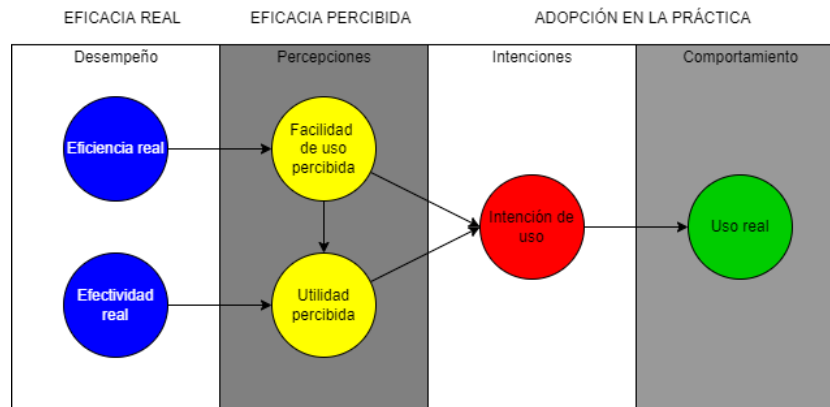 EFICACIA REAL
EFICACIA PERCIBIDA
ADOPCIÓN EN LA PRÁCTICA
Desempeño
Percepciones
Intenciones
Comportamiento
Eficiencia real
Facilidad
de uso
percibida
Intención de
uso
Uso real
Efectividad
real
Utilidad
percibida